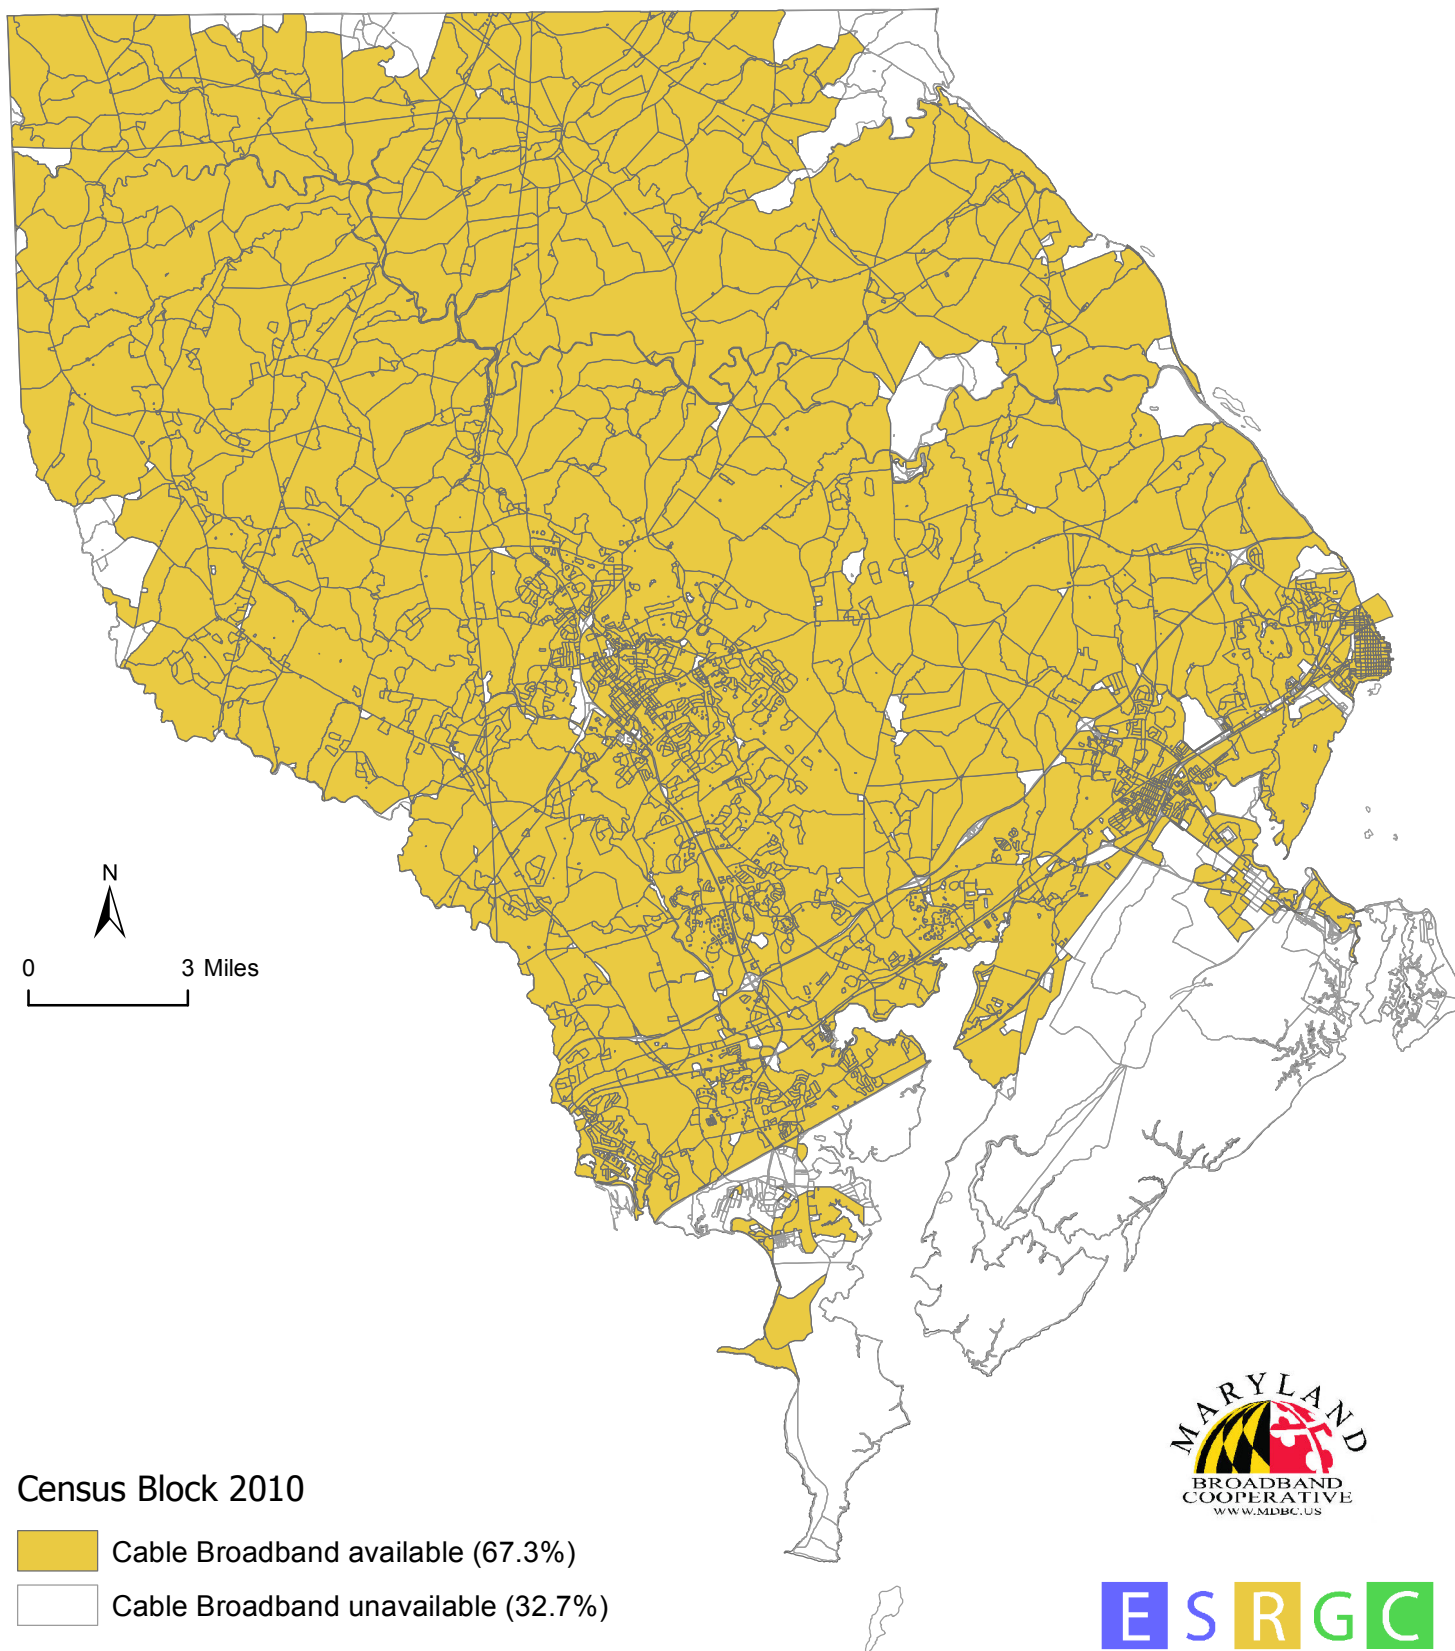 N
0 3 Miles
MARYLAND
BROADBAND
COOPERATIVE
WWW.MDBC.US
Census Block 2010
Cable Broadband available (67.3%)
Cable Broadband unavailable (32.7%)
ESRGC